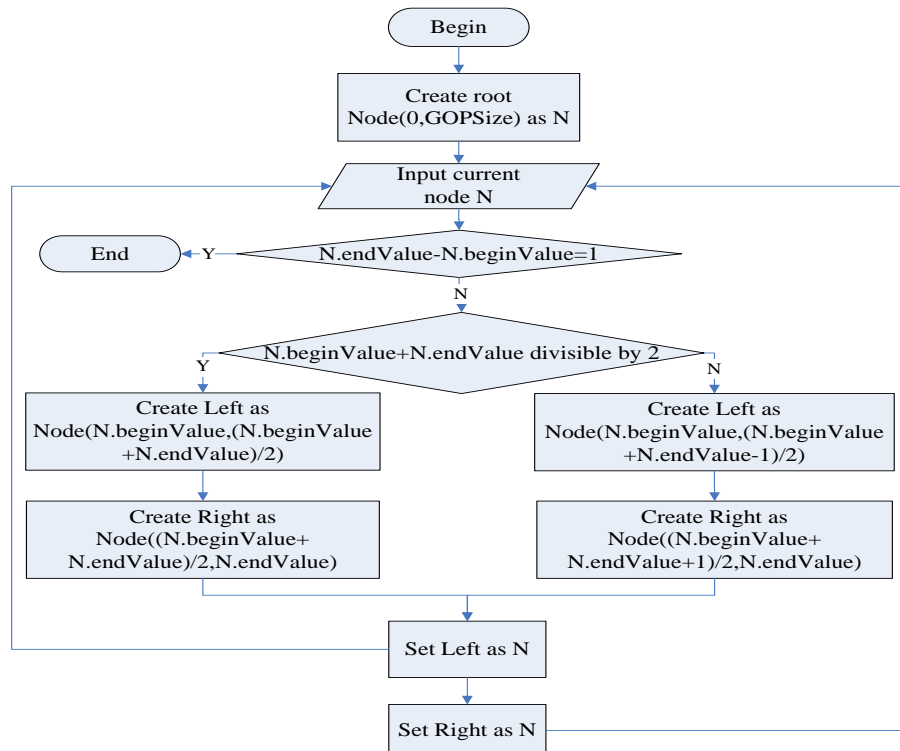 Begin
Create root
Node(0,GOPSize) as N
Input current
node N
N.endValue-N.beginValue=1
Y
End
N
N.beginValue+N.endValue divisible by 2
Y
N
Create Left as
Node(N.beginValue,(N.beginValue
+N.endValue)/2)
Create Left as
Node(N.beginValue,(N.beginValue
+N.endValue-1)/2)
Create Right as
Node((N.beginValue+
N.endValue)/2,N.endValue)
Create Right as
Node((N.beginValue+
N.endValue+1)/2,N.endValue)
Set Left as N
Set Right as N